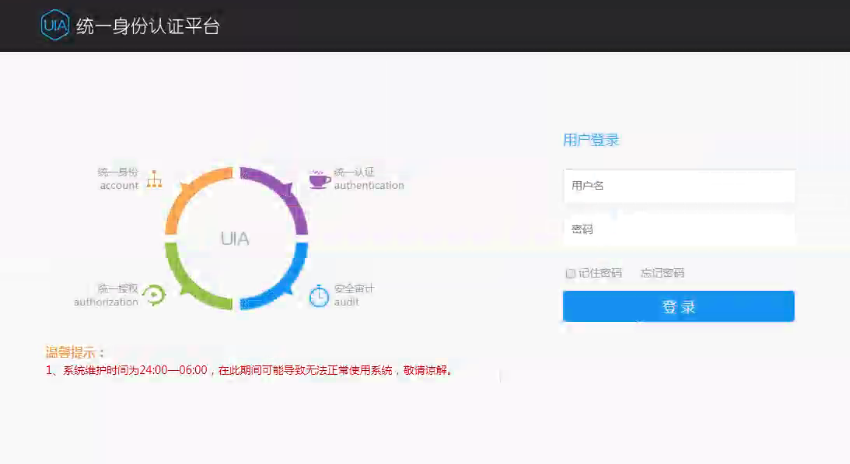 UIA 统一身份认证平台
用户登录
统一身份
account
统一认证
authentication
用户名
UIA
密码
记住密码 忘记密码
统一授权
authorization
安全审计
audit
登录
温馨提示：
1、系统维护时间为24:00—06:00，在此期间可能导致无法正常使用系统，敬请谅解。